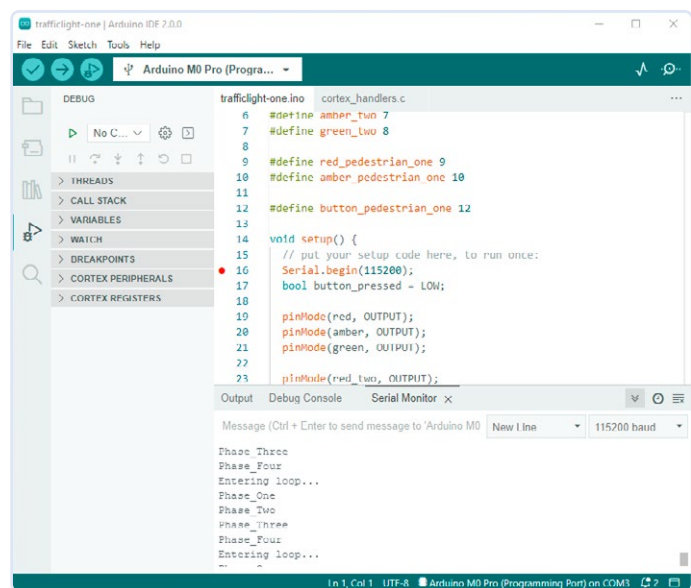 trafficlight-one | Arduino IDE 2.0.0
File Edit Sketch Tools Help
Arduino M0 Pro (Progra...
DEBUG
No C...
THREADS
CALL STACK
VARIABLES
WATCH
BREAKPOINTS
CORTEX PERIPHERALS
CORTEX REGISTERS
trafficlight-one.ino cortex_handlers.c
6 #define amber_two 7
7 #define green_two 8
8
9 #define red_pedestrian_one 9
10 #define amber_pedestrian_one 10
11
12 #define button_pedestrian_one 12
13
14 void setup() {
15 // put your setup code here, to run once:
16 Serial.begin(115200);
17 bool button_pressed = LOW;
18
19 pinMode(red, OUTPUT);
20 pinMode(amber, OUTPUT);
21 pinMode(green, OUTPUT);
22
23 pinMode(red_two, OUTPUT);
Output Debug Console Serial Monitor
Message (Ctrl + Enter to send message to 'Arduino M0 New Line 115200 baud
Phase_Three
Phase_Four
Entering loop...
Phase_One
Phase_Two
Phase_Three
Phase_Four
Entering loop...
Ln 1, Col 1 UTF-8 Arduino M0 Pro (Programming Port) on COM3 2